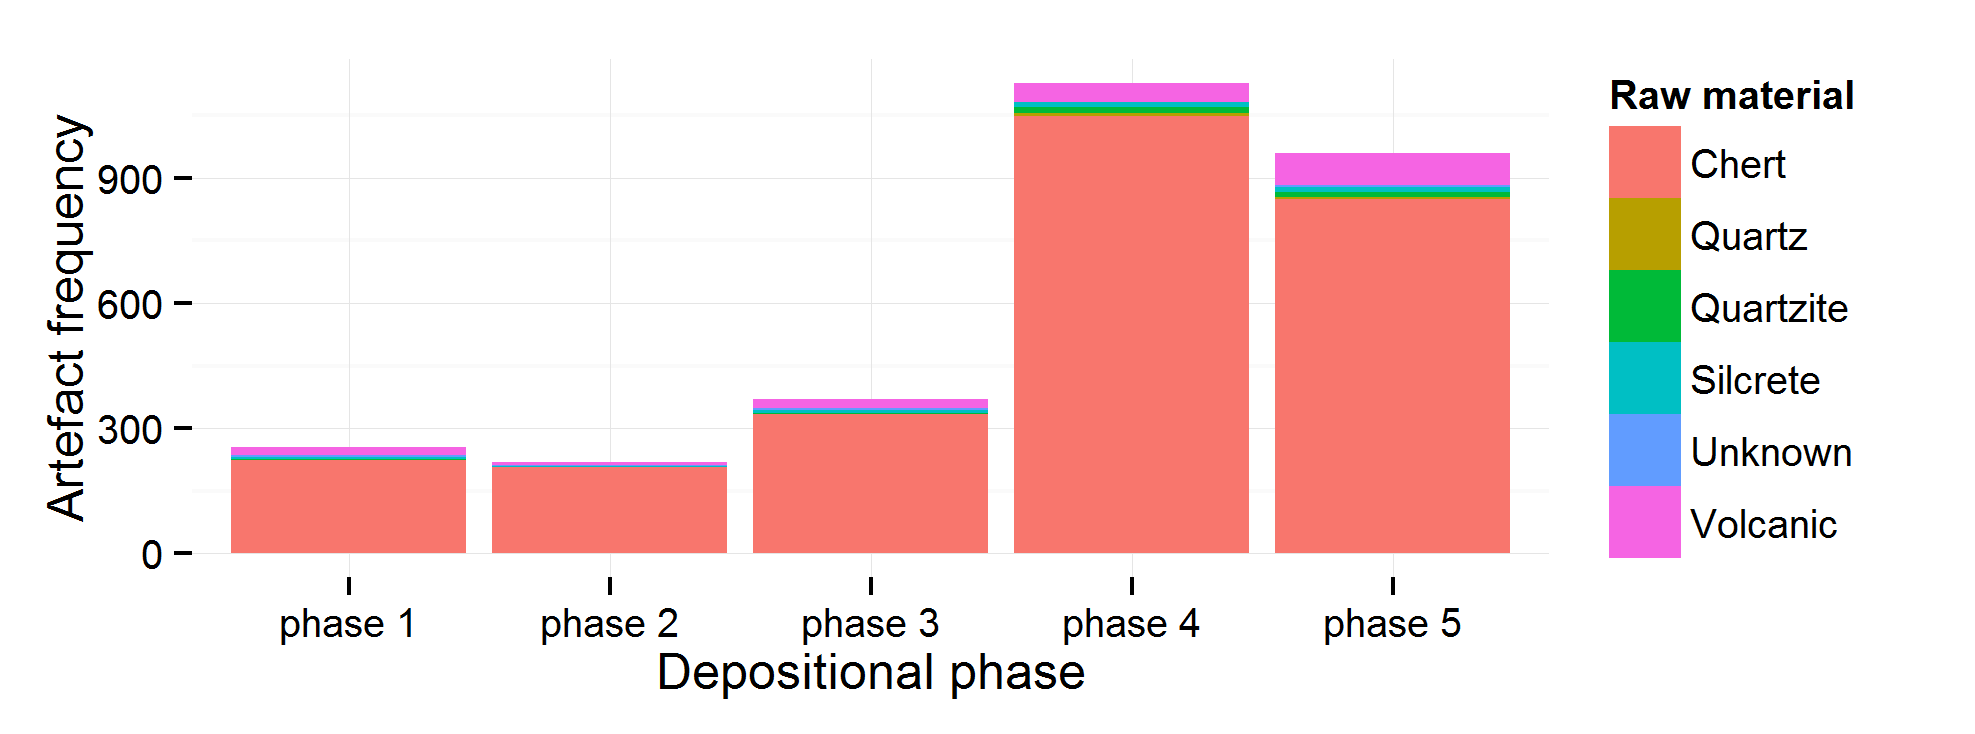 Artefact frequency
900
600
300
0
phase 1
phase 2
phase 3
phase 4
phase 5
Depositional phase
Raw material
Chert
Quartz
Quartzite
Silcrete
Unknown
Volcanic